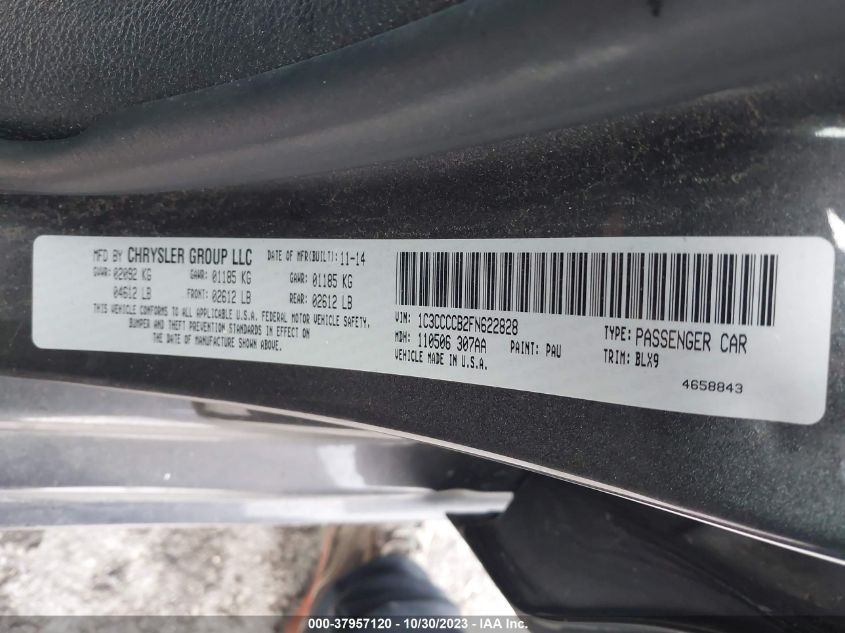 MFD BY CHRYSLER GROUP LLC DATE OF MFR(BUILT): 11-14
GVWR: 02092 KG GAWR: 01185 KG GAWR: 01185 KG
04612 LB FRONT: 02612 LB REAR: 02612 LB
THIS VEHICLE CONFORMS TO ALL APPLICABLE U.S.A. FEDERAL MOTOR VEHICLE SAFETY,
BUMPER AND THEFT PREVENTION STANDARDS IN EFFECT ON
THE DATE OF MANUFACTURE SHOWN ABOVE.
VIN: 1C3CCCCB2FN622828 TYPE: PASSENGER CAR
MDH: 110506 307AA PAINT: PAU TRIM: BLX9
VEHICLE MADE IN U.S.A.
4658843
000-37957120 - 10/30/2023 - IAA Inc.